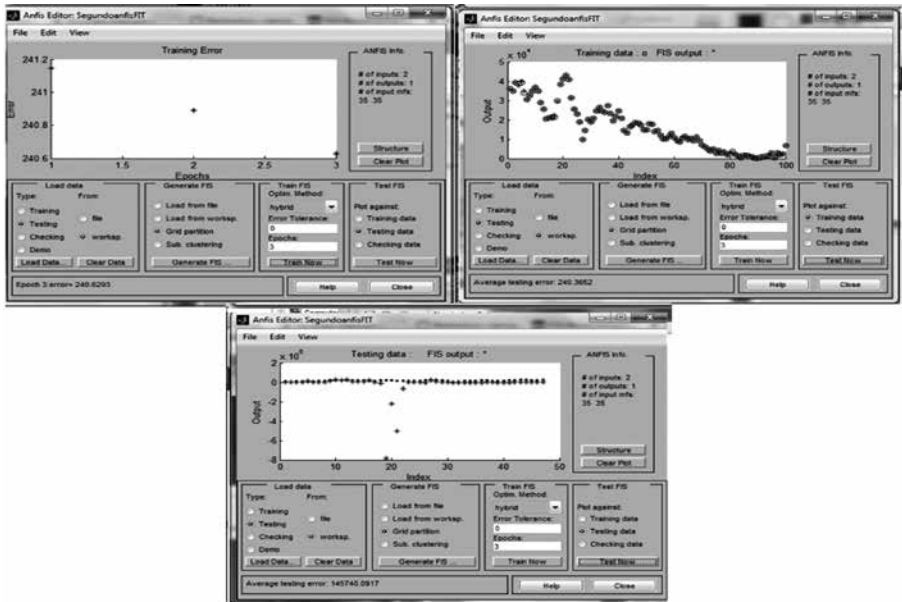 Anfis Editor: SegundoanfisFIT
File Edit View
Training Error
241.2
241
240.8
240.6
Error
1 1.5 2 2.5 3
Epochs
ANFIS Info.
# of inputs: 2
# of outputs: 1
# of input mfs:
35 35
Structure
Clear Plot
Load data
Type: From:
Training
Testing
Checking
Demo
file
worksp.
Load Data... Clear Data
Generate FIS
Load from file
Load from worksp.
Grid partition
Sub. clustering
Generate FIS ...
Train FIS
Optim. Method:
hybrid
Error Tolerance:
0
Epochs:
3
Train Now
Test FIS
Plot against:
Training data
Testing data
Checking data
Test Now
Epoch 3:error= 240.6293
Help Close
Anfis Editor: SegundoanfisFIT
File Edit View
x 10⁴ Training data : o FIS output : *
5
4
3
2
1
0
Output
0 20 40 60 80 100
Index
ANFIS Info.
# of inputs: 2
# of outputs: 1
# of input mfs:
35 35
Structure
Clear Plot
Load data
Type: From:
Training
Testing
Checking
Demo
file
worksp.
Load Data... Clear Data
Generate FIS
Load from file
Load from worksp.
Grid partition
Sub. clustering
Generate FIS ...
Train FIS
Optim. Method:
hybrid
Error Tolerance:
0
Epochs:
3
Train Now
Test FIS
Plot against:
Training data
Testing data
Checking data
Test Now
Average testing error: 240.3652
Help Close
Anfis Editor: SegundoanfisFIT
File Edit View
Testing data : FIS output : *
2
0
-2
-4
-6
-8
Output
0 10 20 30 40 50
Index
ANFIS Info.
# of inputs: 2
# of outputs: 1
# of input mfs:
35 35
Structure
Clear Plot
Load data
Type: From:
Training
Testing
Checking
Demo
file
worksp.
Load Data... Clear Data
Generate FIS
Load from file
Load from worksp.
Grid partition
Sub. clustering
Generate FIS ...
Train FIS
Optim. Method:
hybrid
Error Tolerance:
0
Epochs:
3
Train Now
Test FIS
Plot against:
Training data
Testing data
Checking data
Test Now
Average testing error: 145740.0917
Help Close